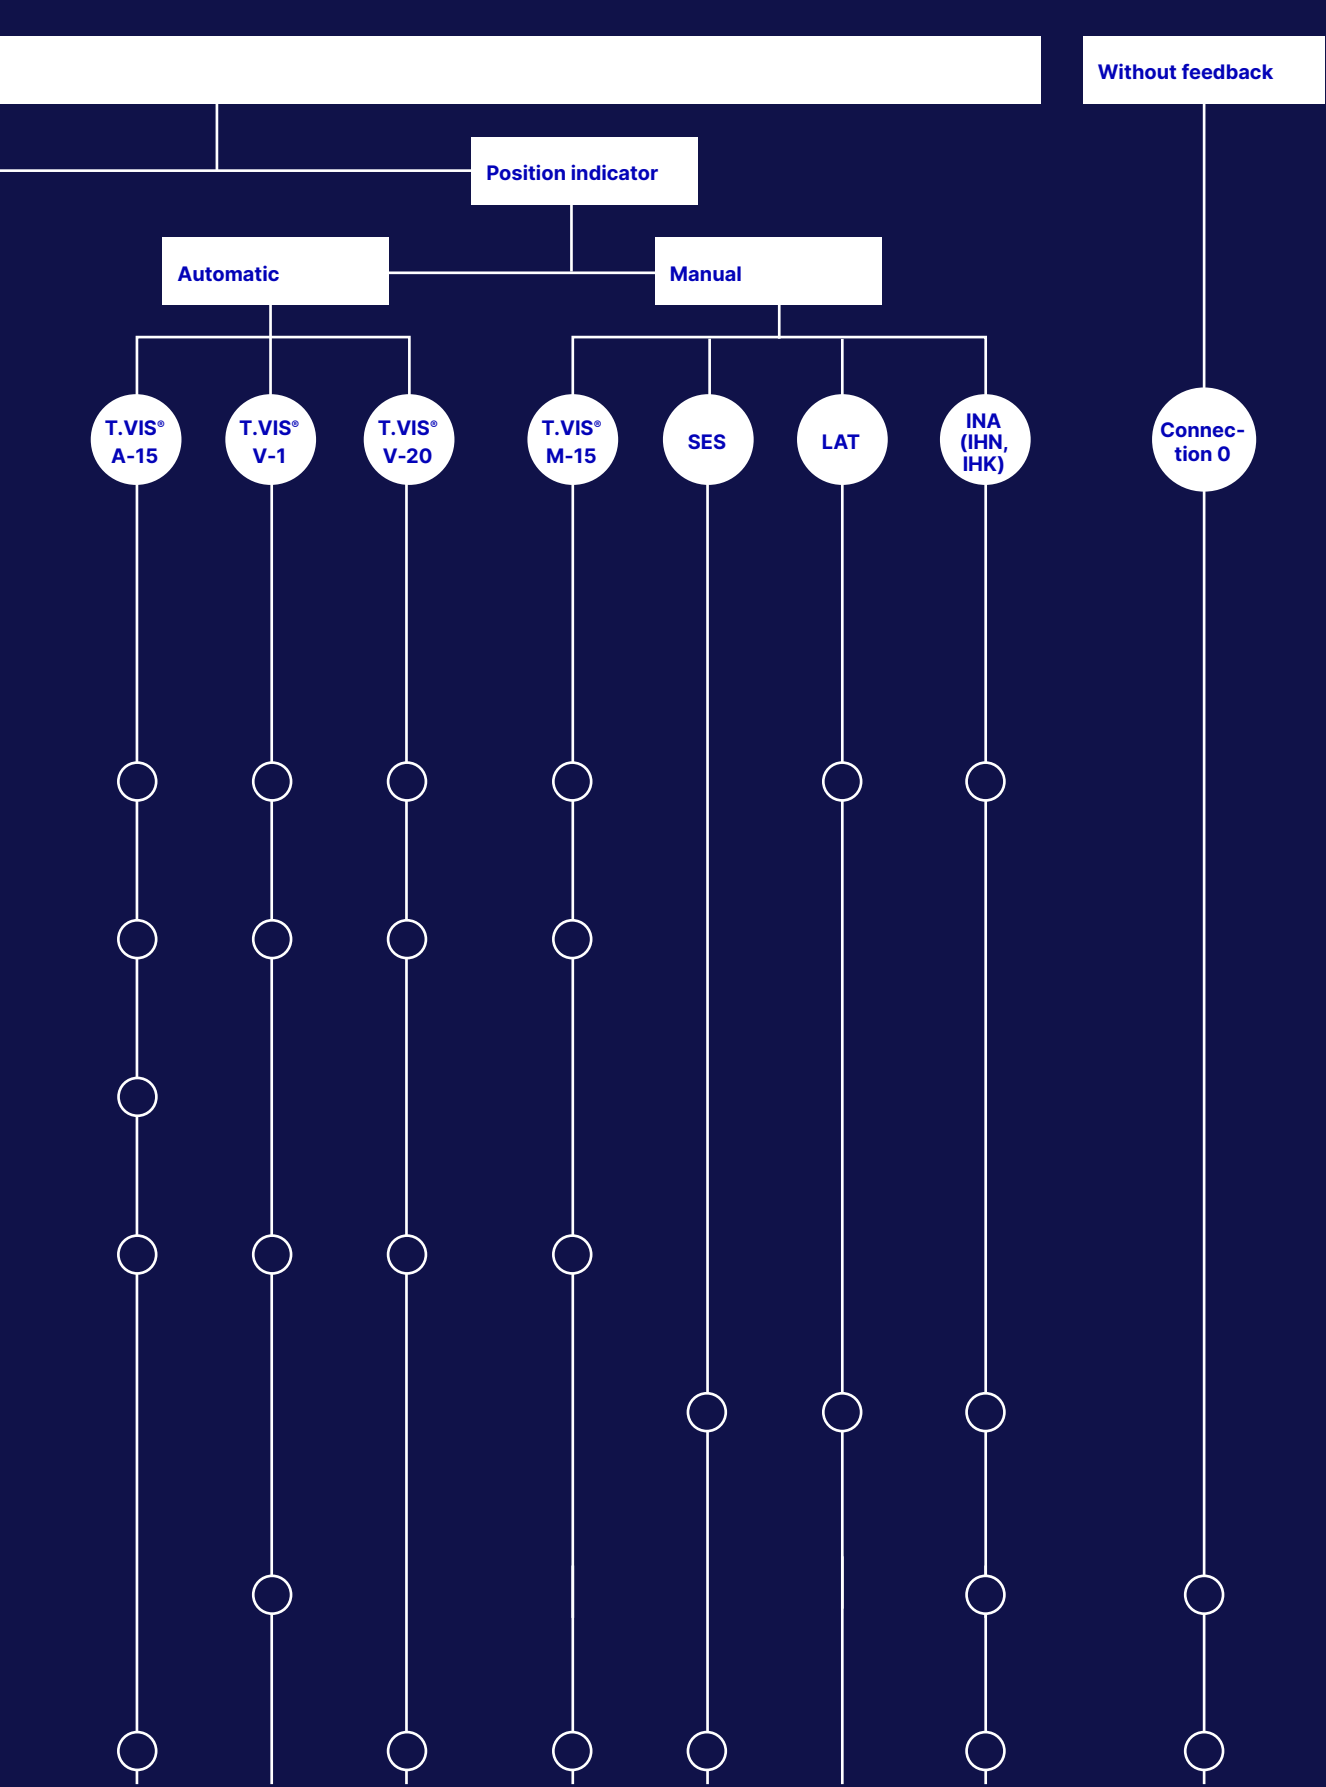 Without feedback
Position indicator
Automatic
Manual
T.VIS®
A-15
T.VIS®
V-1
T.VIS®
V-20
T.VIS®
M-15
SES
LAT
INA
(IHN,
IHK)
Connec-
tion 0